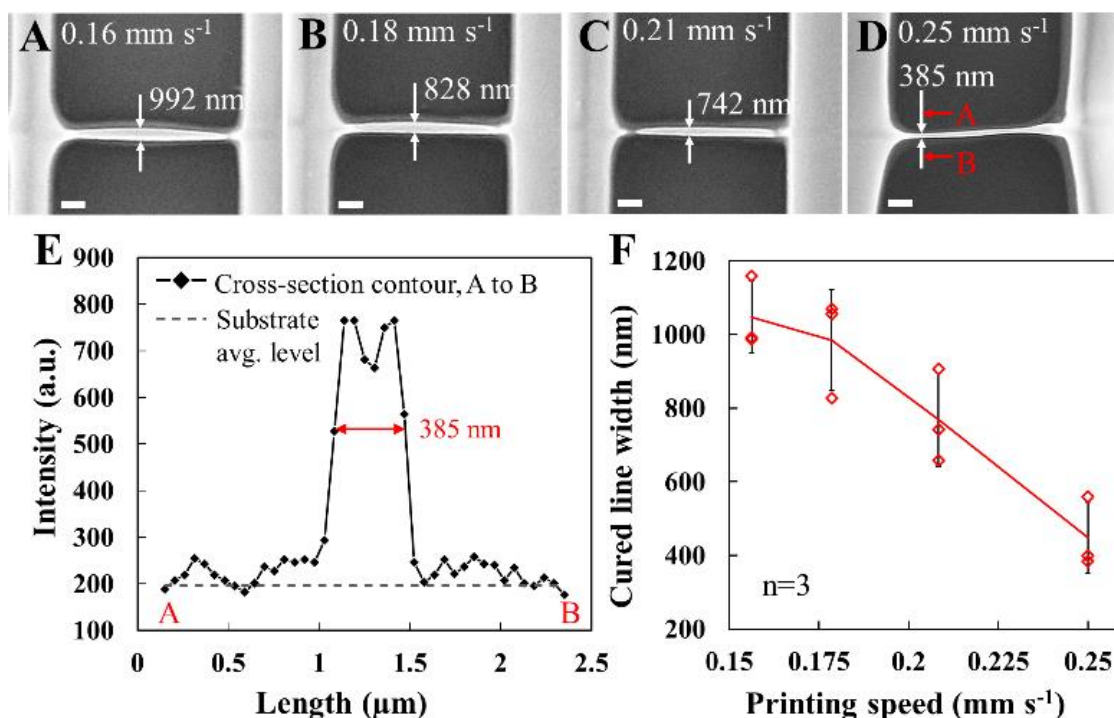 A 0.16 mm s⁻¹
992 nm
B 0.18 mm s⁻¹
828 nm
C 0.21 mm s⁻¹
742 nm
D 0.25 mm s⁻¹
385 nm
A
B
E
900
800
700
600
500
400
300
200
100
Cross-section contour, A to B
Substrate
avg. level
385 nm
A
B
0
0.5
1
1.5
2
2.5
Intensity (a.u.)
Length (µm)
F
1200
1000
800
600
400
200
n=3
0.15
0.175
0.2
0.225
0.25
Cured line width (nm)
Printing speed (mm s⁻¹)